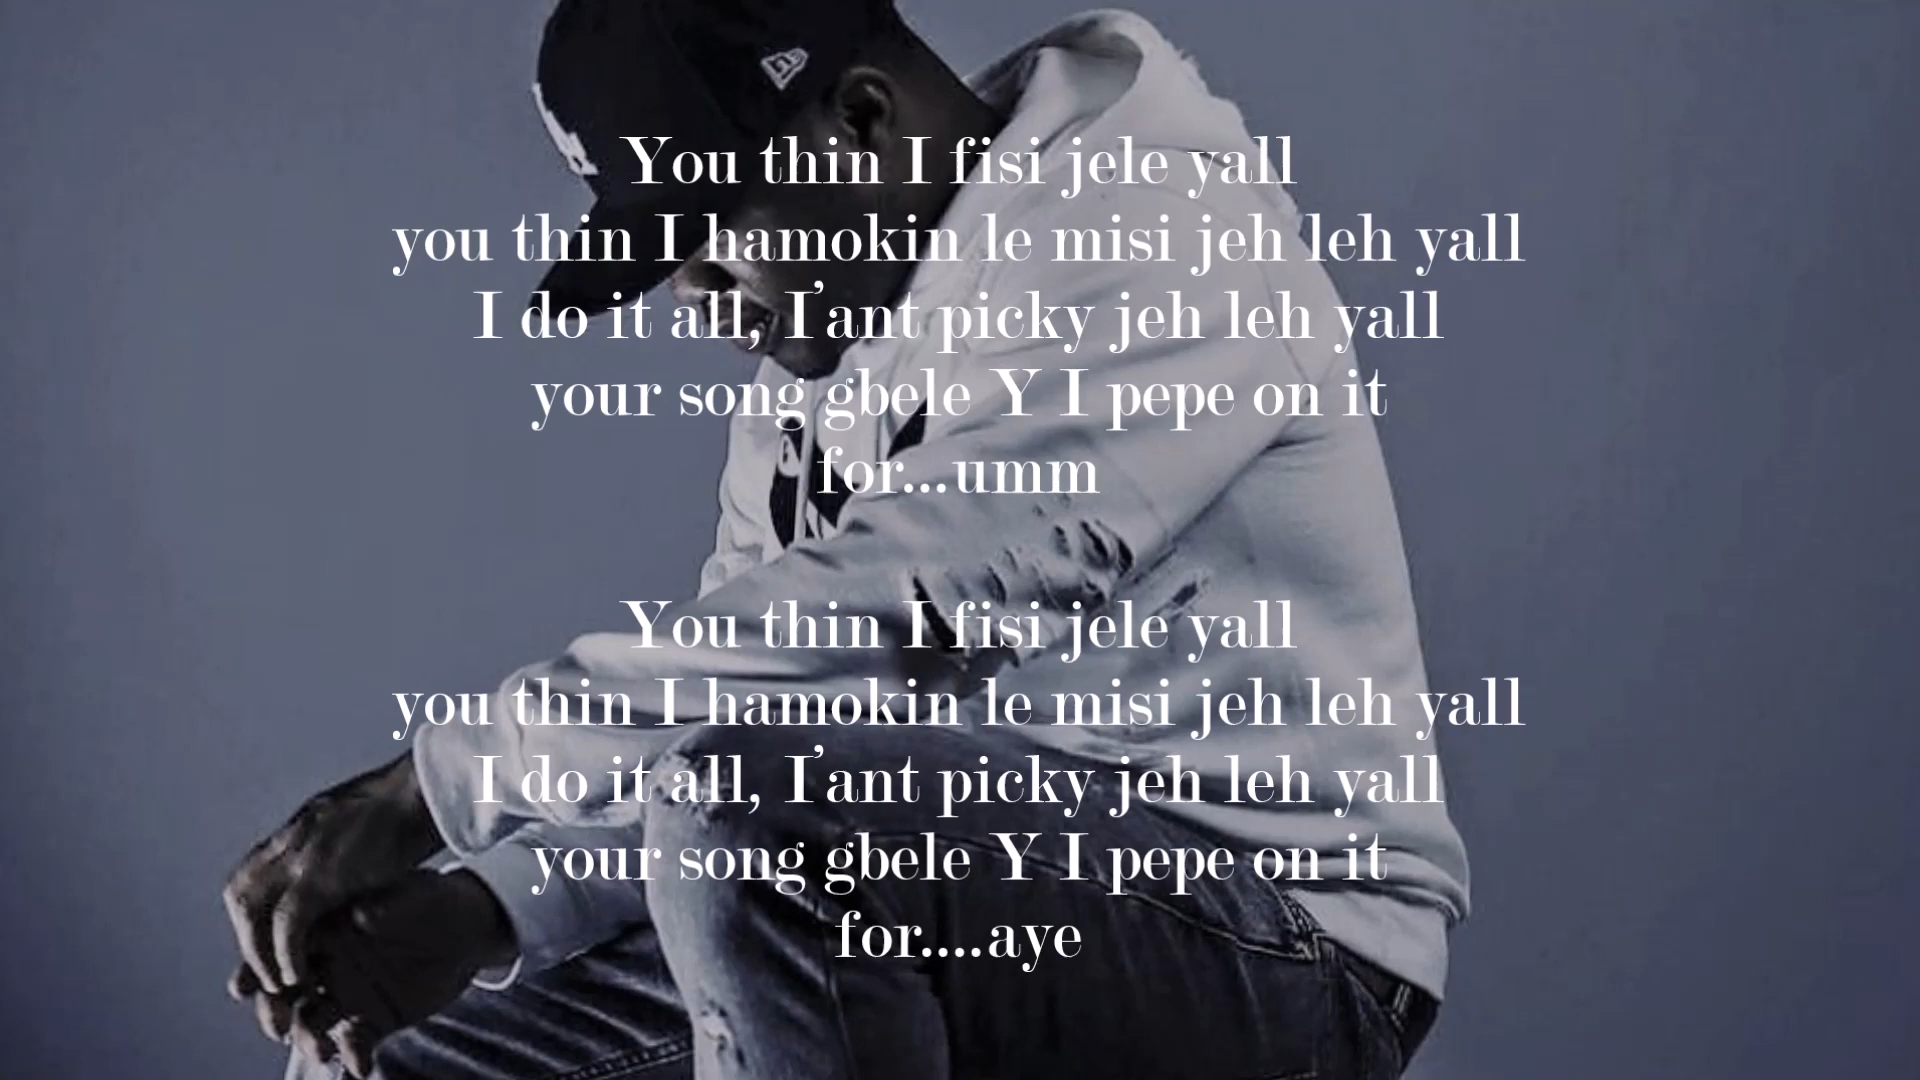 You thin I fisi jele yall
you thin I hamokin le misi jeh leh yall
I do it all, I'ant picky jeh leh yall
your song gbele Y I pepe on it
for...umm
You thin I fisi jele yall
you thin I hamokin le misi jeh leh yall
I do it all, I'ant picky jeh leh yall
your song gbele Y I pepe on it
for....aye